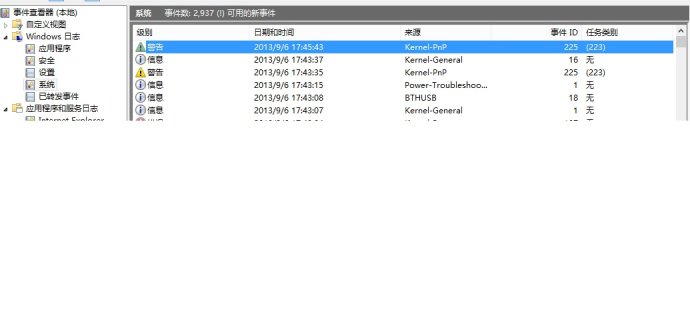 事件查看器 (本地)
自定义视图
Windows 日志
应用程序
安全
设置
系统
已转发事件
应用程序和服务日志
Internet Explorer
系统 事件数: 2,937 (!) 可用的新事件
级别 日期和时间 来源 事件 ID 任务类别
警告 2013/9/6 17:45:43 Kernel-PnP 225 (223)
信息 2013/9/6 17:43:37 Kernel-General 16 无
警告 2013/9/6 17:43:35 Kernel-PnP 225 (223)
信息 2013/9/6 17:43:15 Power-Troubleshoo... 1 无
信息 2013/9/6 17:43:08 BTHUSB 18 无
信息 2013/9/6 17:43:07 Kernel-General 1 无